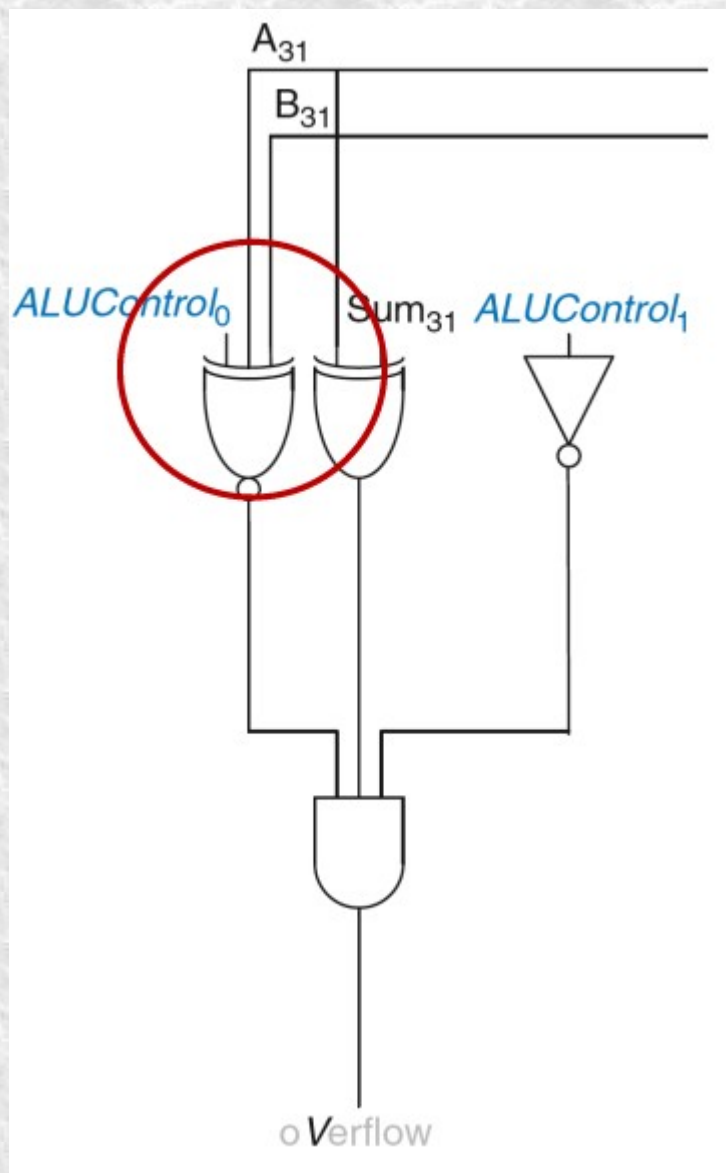 A₃₁
B₃₁
ALUControl₀
Sum₃₁
ALUControl₁
oVerflow